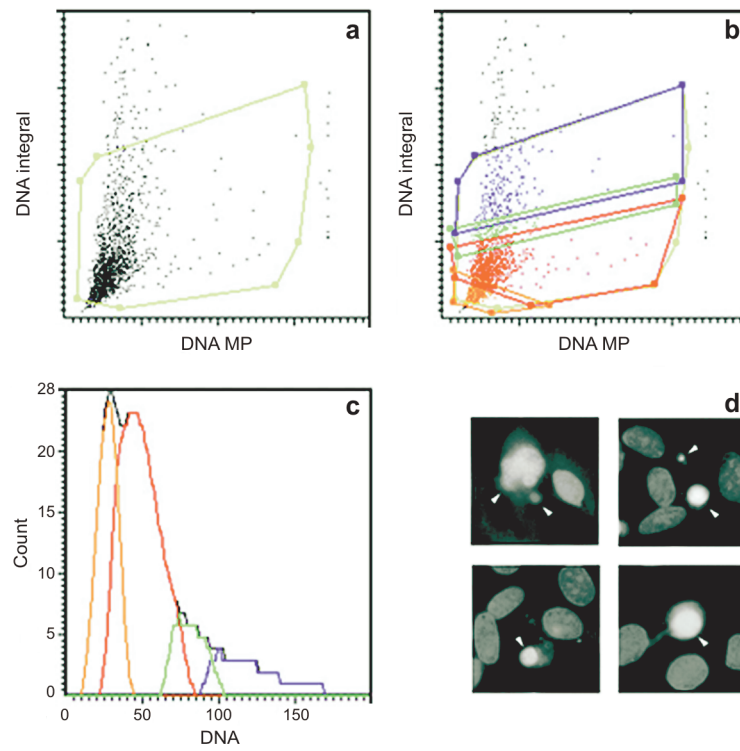 a
DNA integral
DNA MP
b
DNA integral
DNA MP
c
28
20
15
10
5
0
Count
0 50 100 150
DNA
d